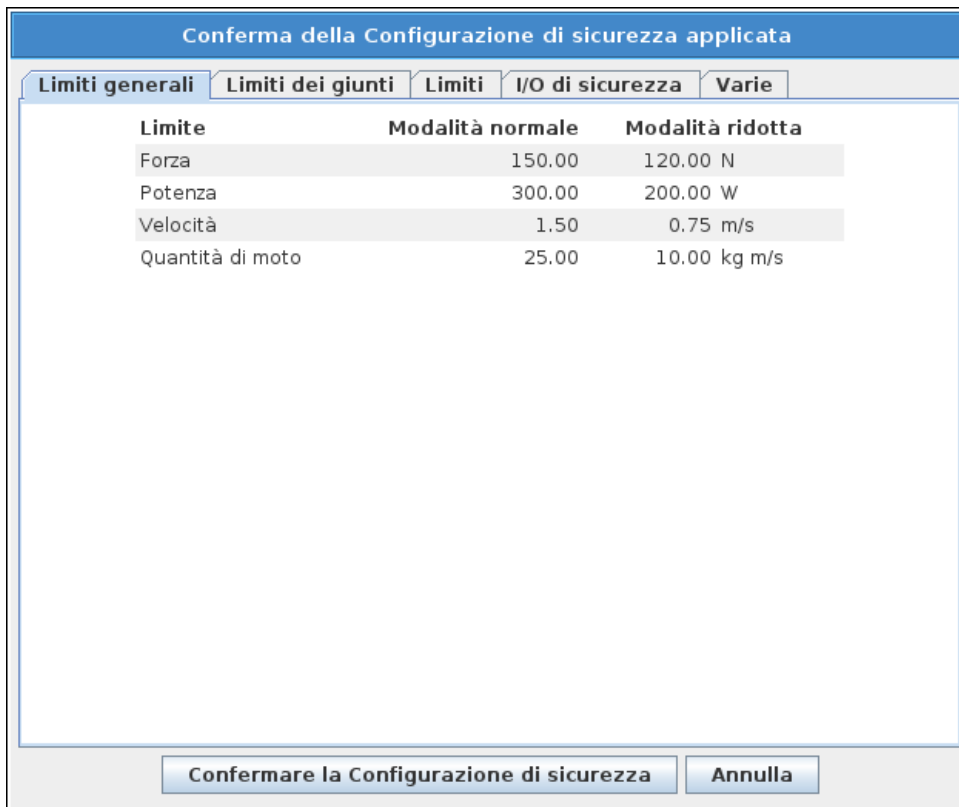 Conferma della Configurazione di sicurezza applicata
Limiti generali Limiti dei giunti Limiti I/O di sicurezza Varie
Limite Modalità normale Modalità ridotta
Forza 150.00 120.00 N
Potenza 300.00 200.00 W
Velocità 1.50 0.75 m/s
Quantità di moto 25.00 10.00 kg m/s
Confermare la Configurazione di sicurezza Annulla